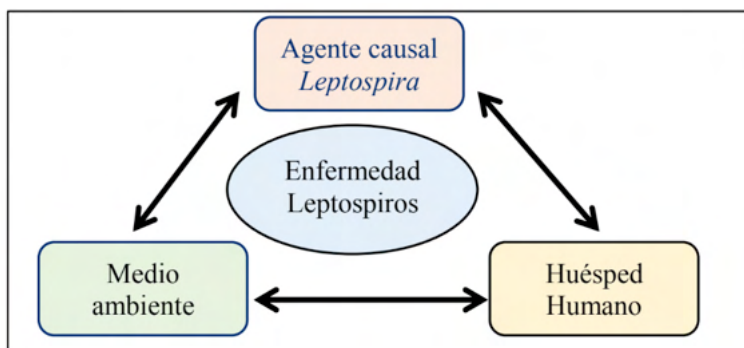 Agente causal
Leptospira
Enfermedad
Leptospiros
Medio
ambiente
Huésped
Humano